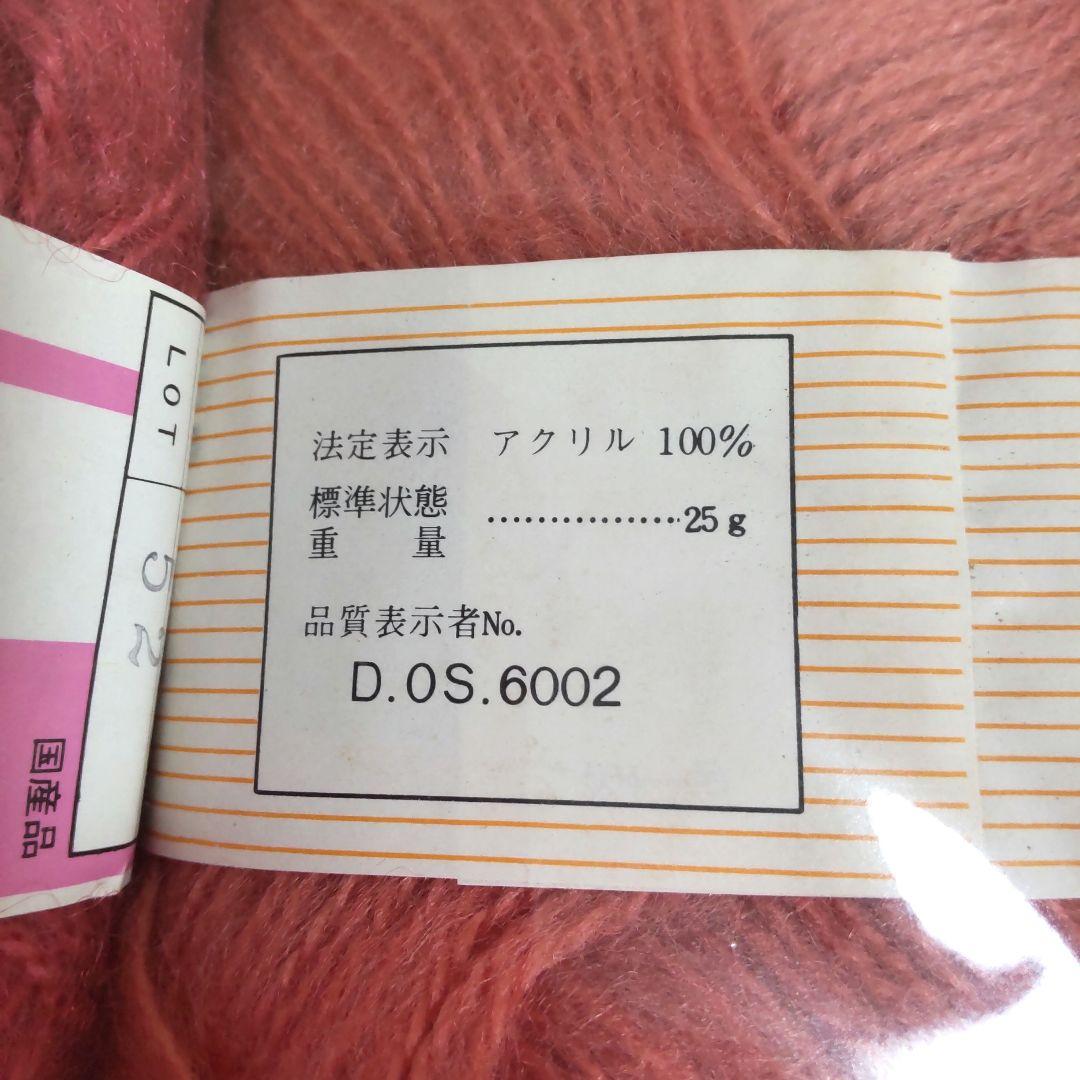 法定表示 アクリル 100%
標準状態
重量 ……………25g
品質表示者No.
D.OS.6002
LOT
52
国産品